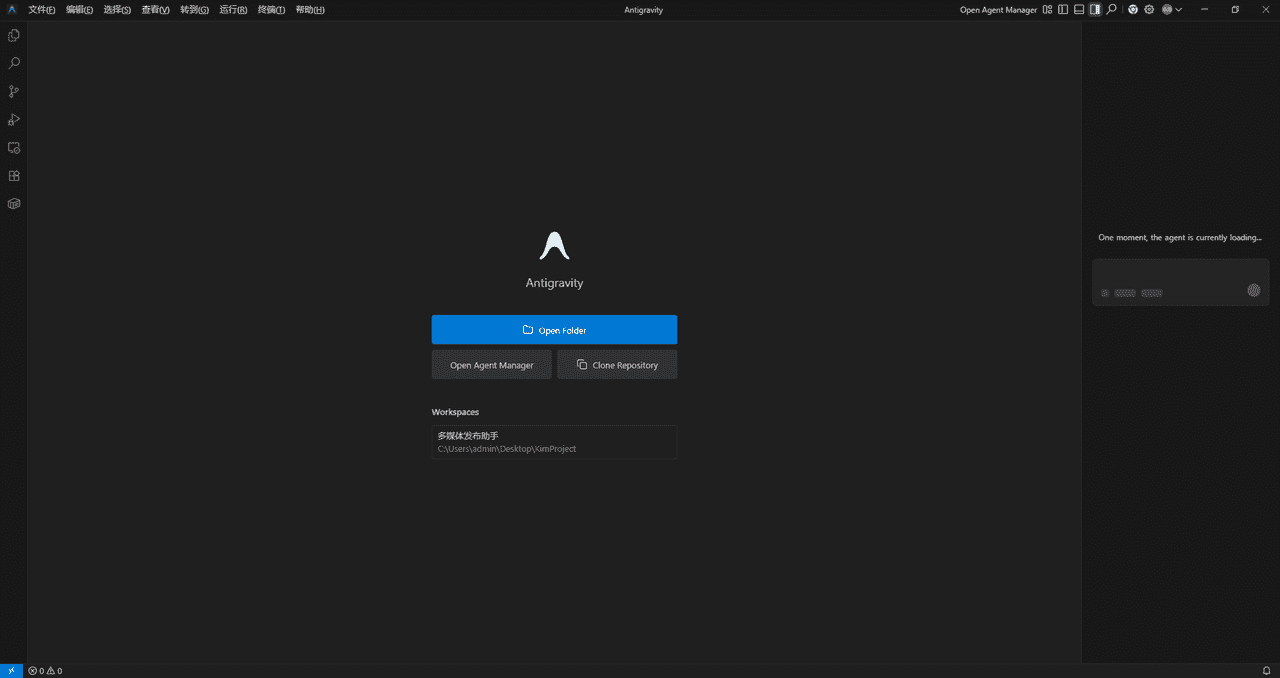 文件(F) 编辑(E) 选择(S) 查看(V) 转到(G) 运行(R) 终端(T) 帮助(H) Antigravity Open Agent Manager
One moment, the agent is currently loading...
Antigravity
Open Folder
Open Agent Manager Clone Repository
Workspaces
多媒体发布助手
C:\Users\admin\Desktop\KimProject
0 0